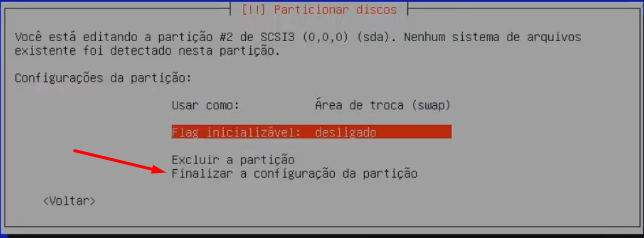 [!!] Particionar discos
Você está editando a partição #2 de SCSI3 (0,0,0) (sda). Nenhum sistema de arquivos
existente foi detectado nesta partição.
Configurações da partição:
Usar como: Área de troca (swap)
Flag inicializável: desligado
Excluir a partição
Finalizar a configuração da partição
<Voltar>